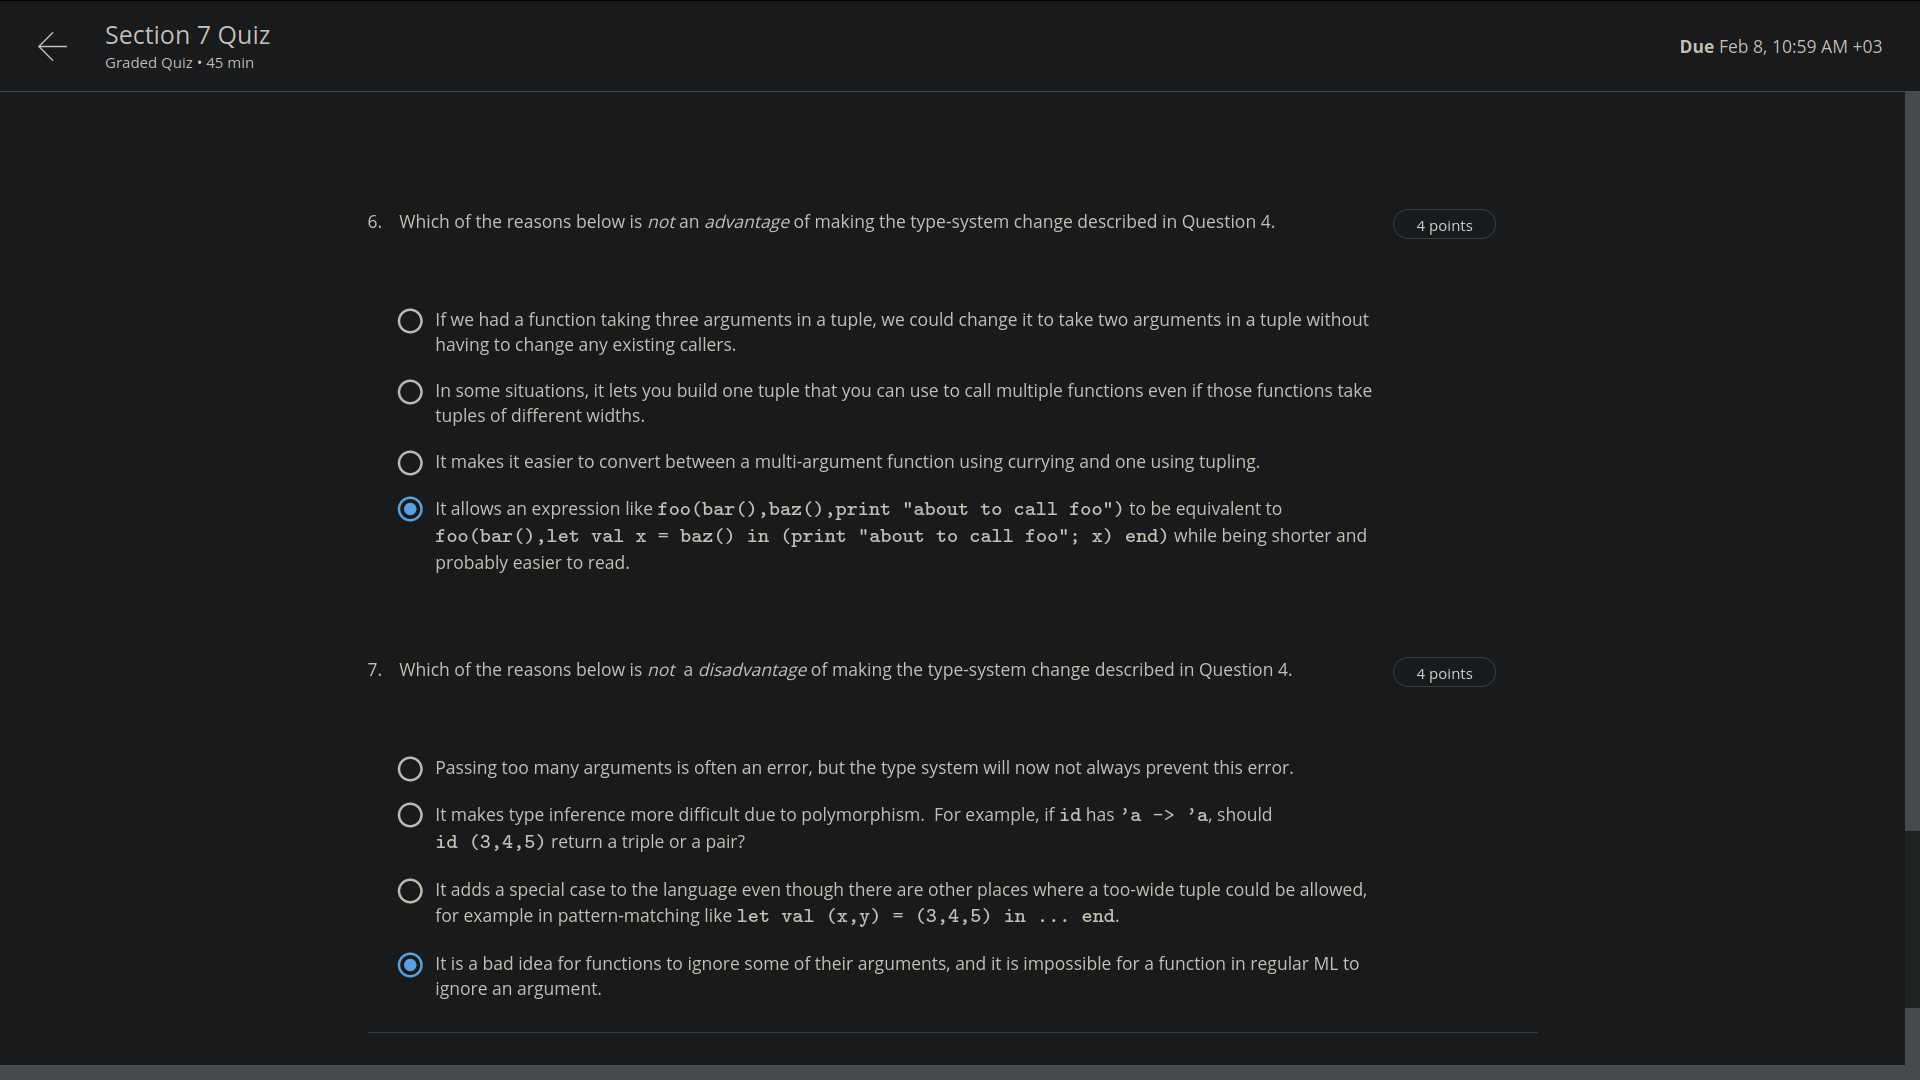 Section 7 Quiz
Graded Quiz • 45 min
Due Feb 8, 10:59 AM +03
6. Which of the reasons below is not an advantage of making the type-system change described in Question 4.
4 points
If we had a function taking three arguments in a tuple, we could change it to take two arguments in a tuple without
having to change any existing callers.
In some situations, it lets you build one tuple that you can use to call multiple functions even if those functions take
tuples of different widths.
It makes it easier to convert between a multi-argument function using currying and one using tupling.
It allows an expression like foo(bar(),baz(),print "about to call foo") to be equivalent to
foo(bar(),let val x = baz() in (print "about to call foo"; x) end) while being shorter and
probably easier to read.
7. Which of the reasons below is not a disadvantage of making the type-system change described in Question 4.
4 points
Passing too many arguments is often an error, but the type system will now not always prevent this error.
It makes type inference more difficult due to polymorphism. For example, if id has ’a -> ’a, should
id (3,4,5) return a triple or a pair?
It adds a special case to the language even though there are other places where a too-wide tuple could be allowed,
for example in pattern-matching like let val (x,y) = (3,4,5) in ... end.
It is a bad idea for functions to ignore some of their arguments, and it is impossible for a function in regular ML to
ignore an argument.